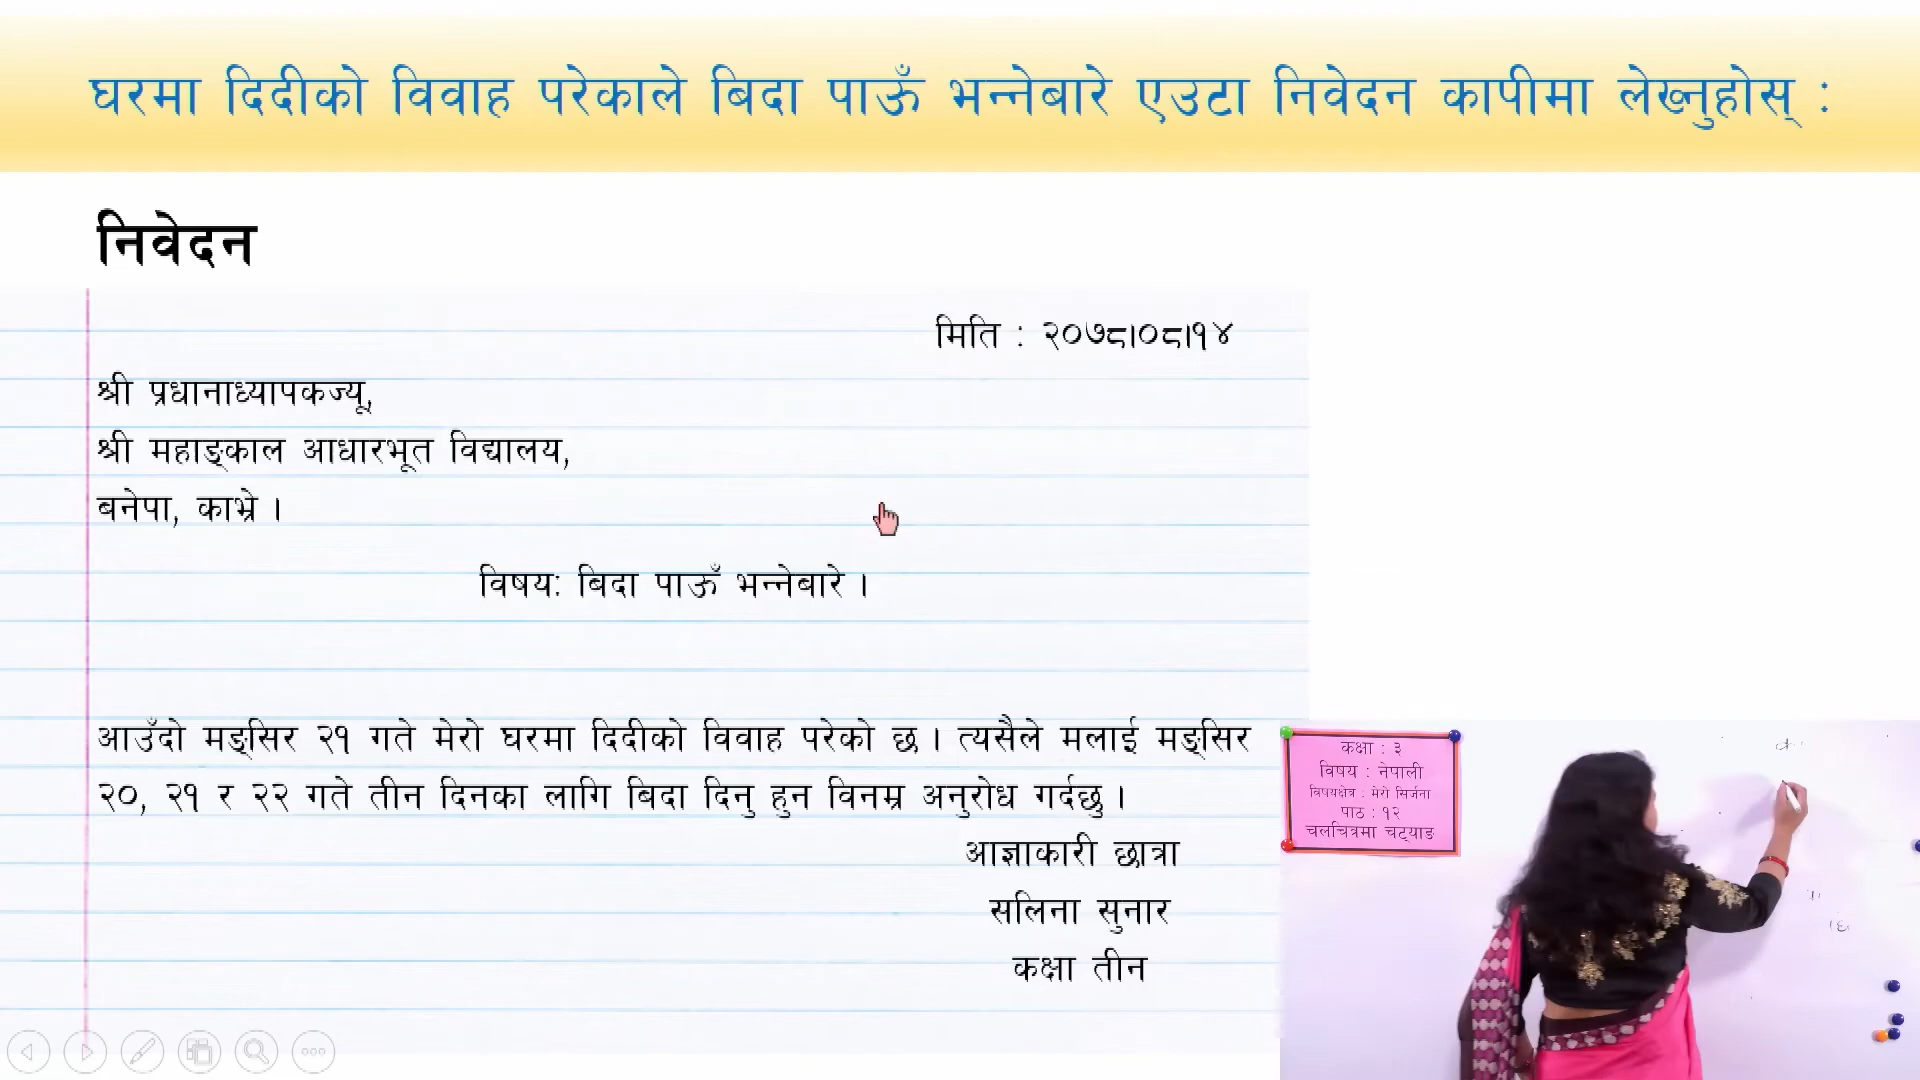 घरमा दिदीको विवाह परेकाले बिदा पाऊँ भन्नेबारे एउटा निवेदन कापीमा लेख्नुहोस् :
निवेदन
मिति : २०७८।०८।१४
श्री प्रधानाध्यापकज्यू,
श्री महाङ्काल आधारभूत विद्यालय,
बनेपा, काभ्रे ।
विषय: बिदा पाऊँ भन्नेबारे ।
आउँदो मङ्सिर २१ गते मेरो घरमा दिदीको विवाह परेको छ । त्यसैले मलाई मङ्सिर
२०, २१ र २२ गते तीन दिनका लागि बिदा दिनु हुन विनम्र अनुरोध गर्दछु ।
आज्ञाकारी छात्रा
सलिना सुनार
कक्षा तीन
कक्षा : ३
विषय : नेपाली
विषयक्षेत्र : मेरो सिर्जना
पाठ : १२
चलचित्रमा चट्याङ